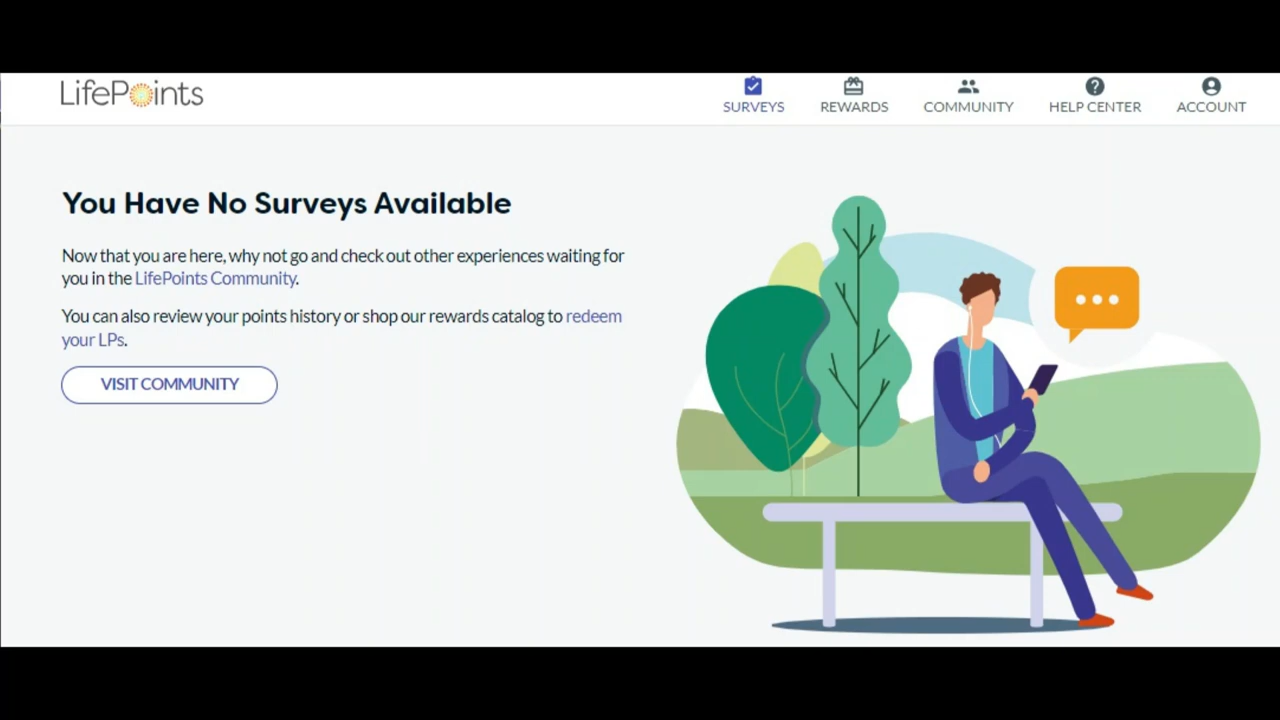 LifePoints
SURVEYS
REWARDS
COMMUNITY
HELP CENTER
ACCOUNT
You Have No Surveys Available
Now that you are here, why not go and check out other experiences waiting for
you in the LifePoints Community.
You can also review your points history or shop our rewards catalog to redeem
your LPs.
VISIT COMMUNITY